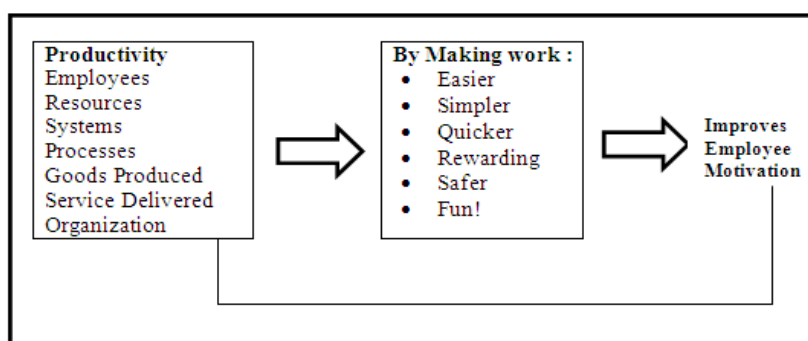 Productivity
Employees
Resources
Systems
Processes
Goods Produced
Service Delivered
Organization
By Making work :
• Easier
• Simpler
• Quicker
• Rewarding
• Safer
• Fun!
Improves
Employee
Motivation